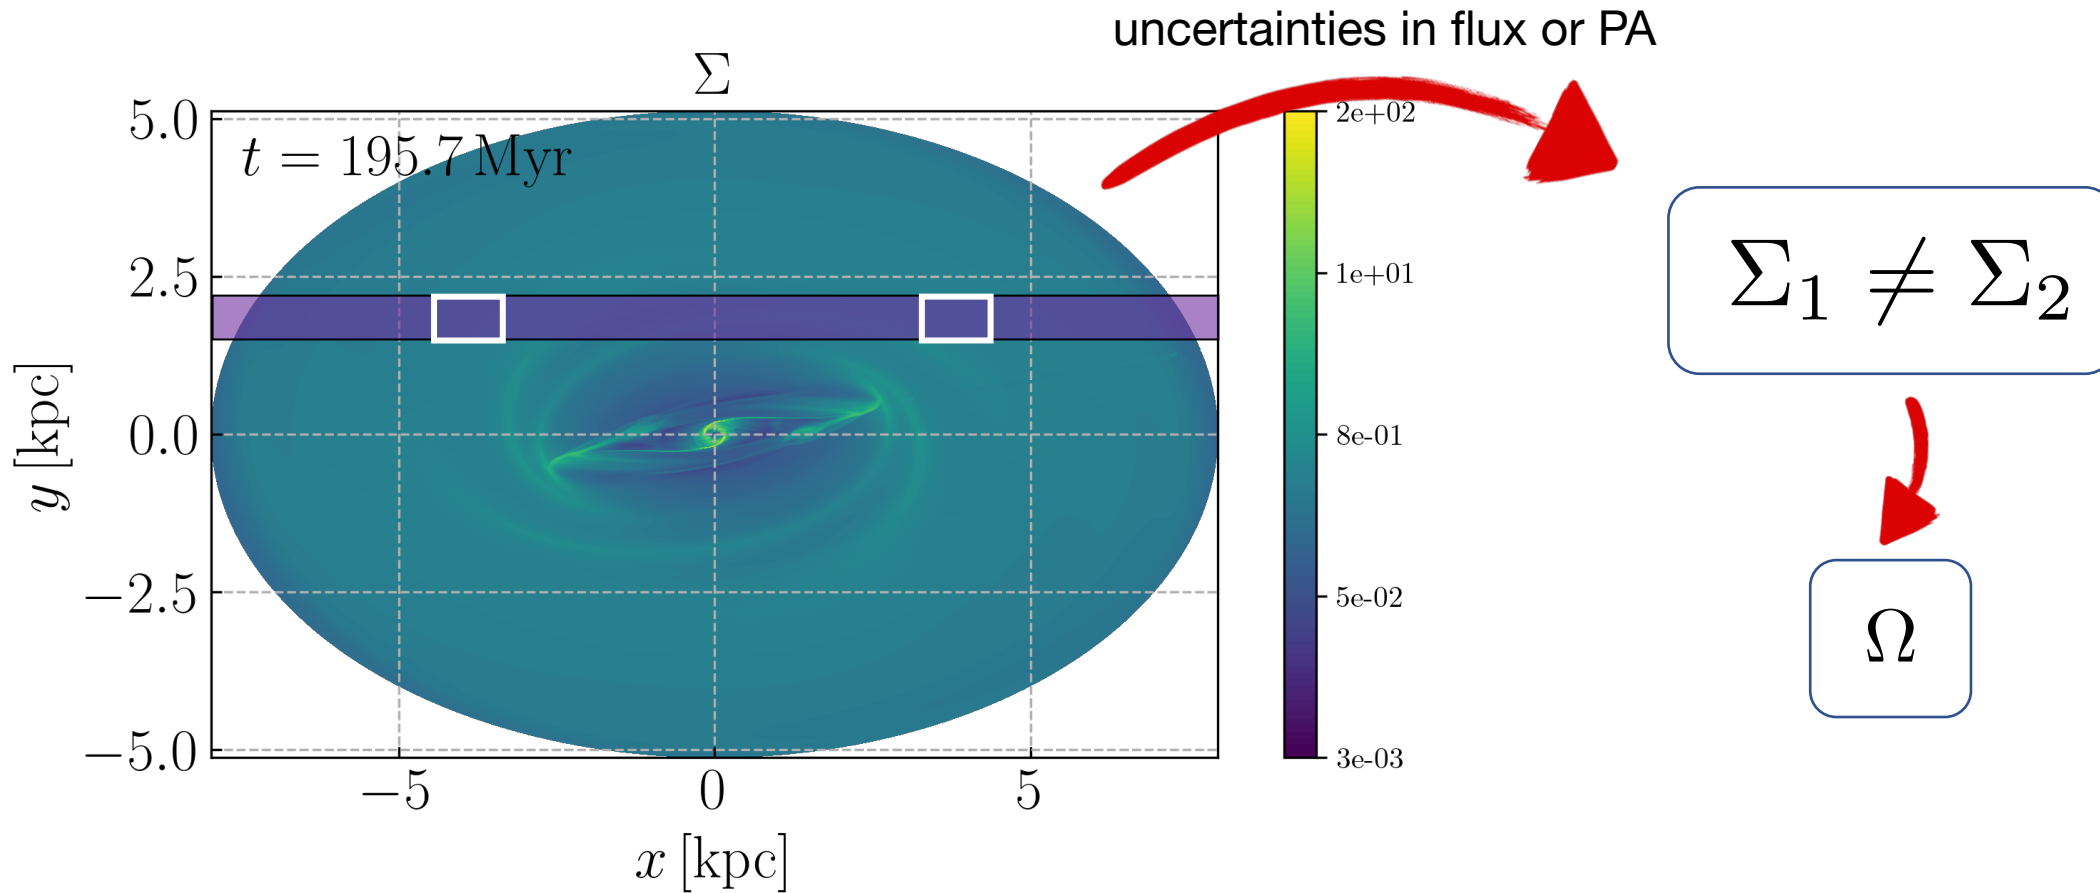 uncertainties in flux or PA
Σ
t = 195.7 Myr
5.0
2.5
0.0
−2.5
−5.0
y [kpc]
−5
0
5
x [kpc]
2e+02
1e+01
8e-01
5e-02
3e-03
Σ₁ ≠ Σ₂
Ω